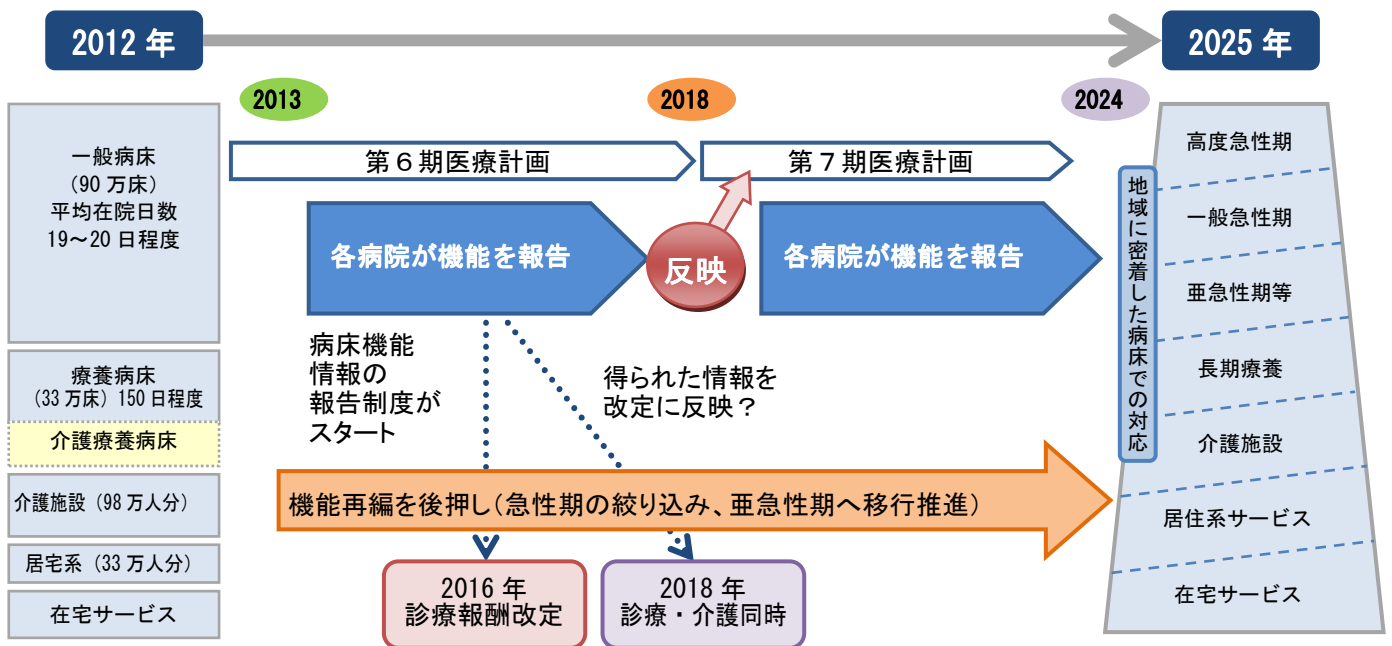 2012 年
2025 年
2013
2018
2024
一般病床
(90 万床)
平均在院日数
19～20 日程度
療養病床
(33 万床) 150 日程度
介護療養病床
介護施設 (98 万人分)
居宅系 (33 万人分)
在宅サービス
第６期医療計画
第７期医療計画
各病院が機能を報告
反映
各病院が機能を報告
病床機能
情報の
報告制度が
スタート
得られた情報を
改定に反映？
機能再編を後押し（急性期の絞り込み、亜急性期へ移行推進）
2016 年
診療報酬改定
2018 年
診療・介護同時
地域に密着した病床での対応
高度急性期
一般急性期
亜急性期等
長期療養
介護施設
居住系サービス
在宅サービス